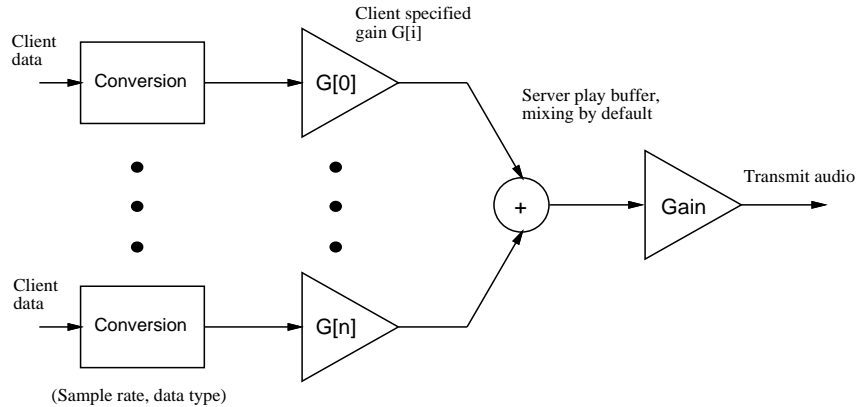 Client specified
gain G[i]
Client
data
Conversion
G[0]
Server play buffer,
mixing by default
+
Gain
Transmit audio
Client
data
Conversion
G[n]
(Sample rate, data type)